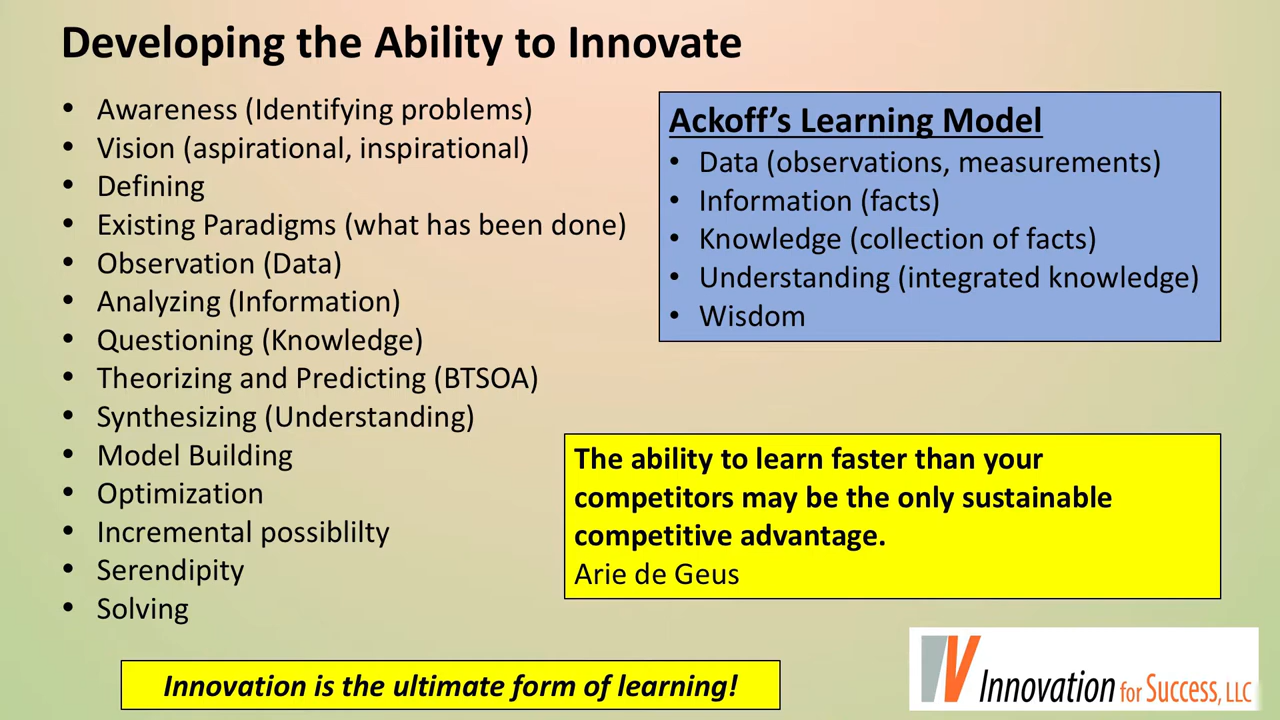 Developing the Ability to Innovate
• Awareness (Identifying problems)
• Vision (aspirational, inspirational)
• Defining
• Existing Paradigms (what has been done)
• Observation (Data)
• Analyzing (Information)
• Questioning (Knowledge)
• Theorizing and Predicting (BTSOA)
• Synthesizing (Understanding)
• Model Building
• Optimization
• Incremental possiblilty
• Serendipity
• Solving
Ackoff’s Learning Model
• Data (observations, measurements)
• Information (facts)
• Knowledge (collection of facts)
• Understanding (integrated knowledge)
• Wisdom
The ability to learn faster than your
competitors may be the only sustainable
competitive advantage.
Arie de Geus
Innovation is the ultimate form of learning!
Innovation for Success, LLC